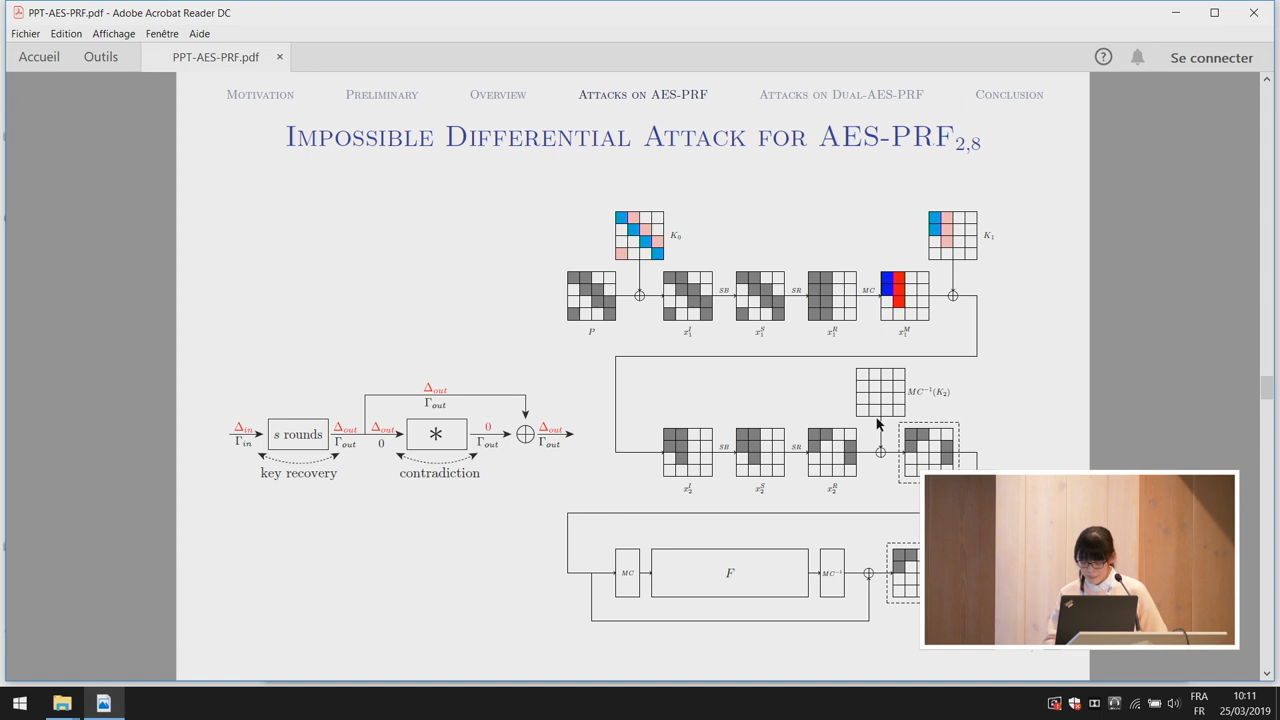 PPT-AES-PRF.pdf - Adobe Acrobat Reader DC
Fichier Edition Affichage Fenêtre Aide
Accueil Outils PPT-AES-PRF.pdf × Se connecter
Motivation Preliminary Overview Attacks on AES-PRF Attacks on Dual-AES-PRF Conclusion
Impossible Differential Attack for AES-PRF₂,₈
K₀ K₁
SB SR MC
P x₁ᴵ x₁ˢ x₁ᴿ x₁ᴹ
MC⁻¹(K₂)
Δout
Γout
Δin Δout Δout 0 Δout
s rounds *
Γin Γout 0 Γout Γout
key recovery contradiction
SR SR
x₂ᴵ x₂ˢ x₂ᴿ
MC F MC⁻¹
FRA 10:11
FR 25/03/2019